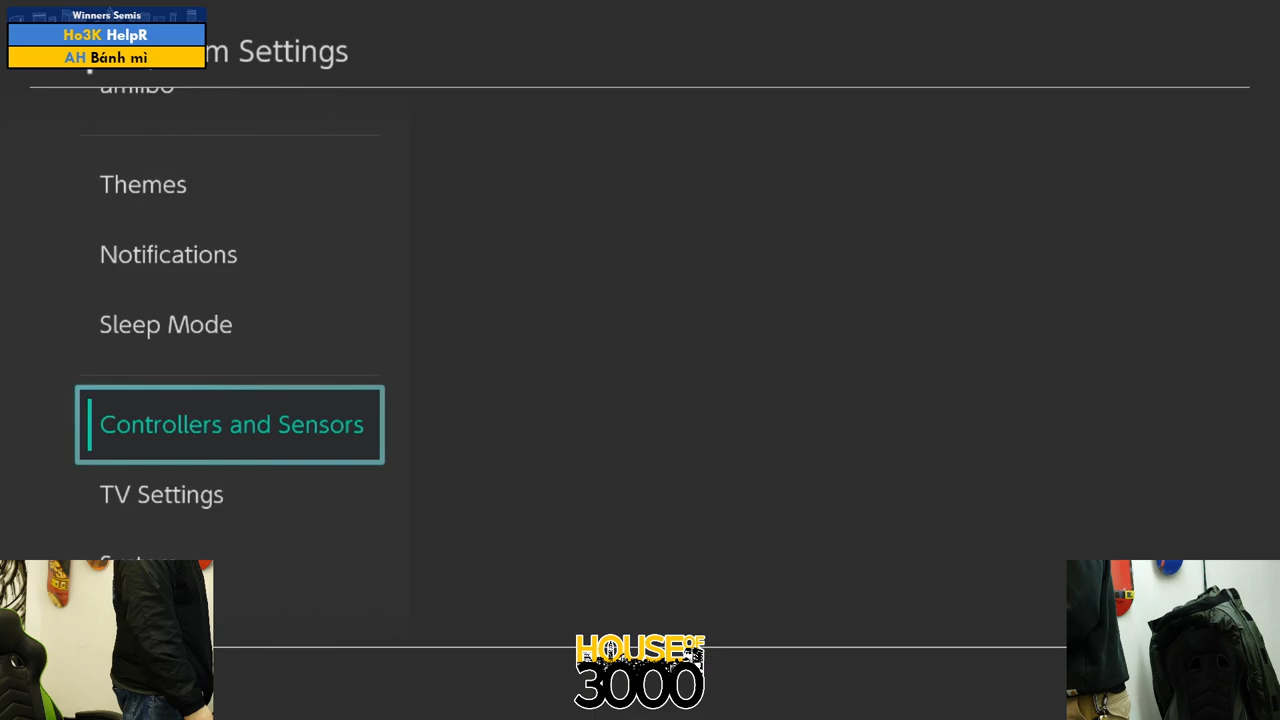 Winners Semis
Ho3K HelpR
AH Bánh mì
m Settings
amiibo
Themes
Notifications
Sleep Mode
Controllers and Sensors
TV Settings
HOUSE OF
3000